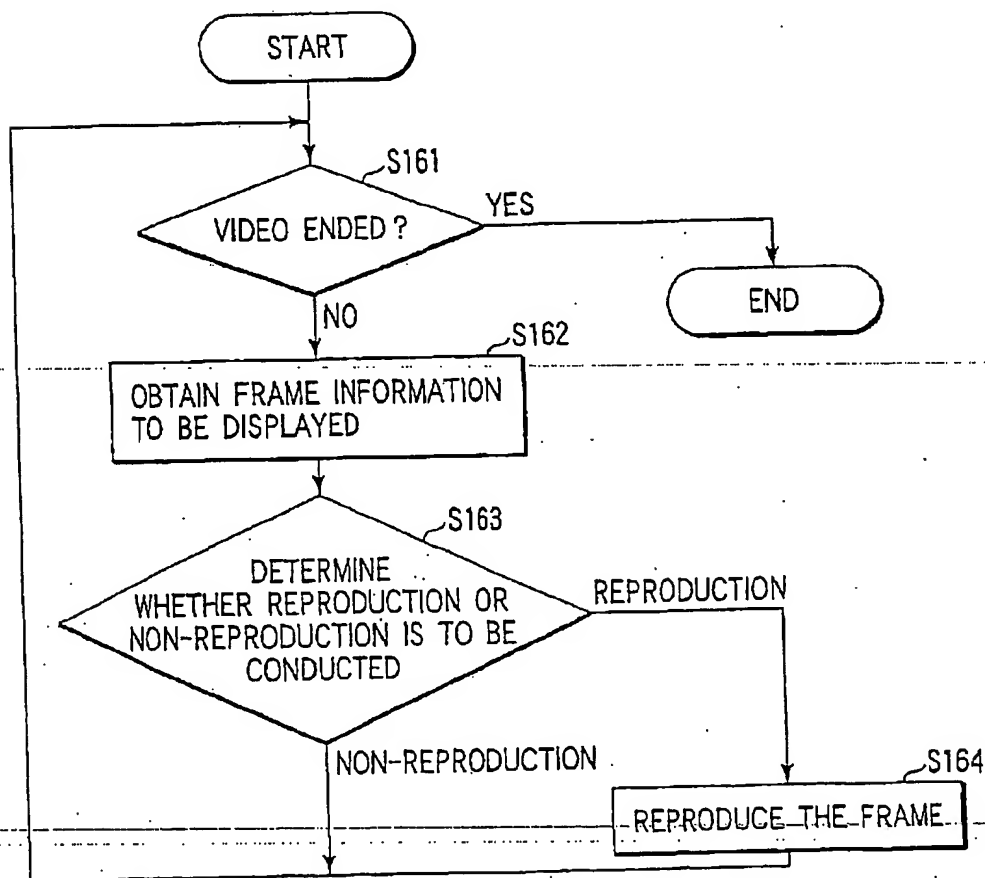 START
S161
VIDEO ENDED?
YES
END
NO
S162
OBTAIN FRAME INFORMATION
TO BE DISPLAYED
S163
DETERMINE
WHETHER REPRODUCTION OR
NON-REPRODUCTION IS TO BE
CONDUCTED
REPRODUCTION
NON-REPRODUCTION
S164
REPRODUCE THE FRAME